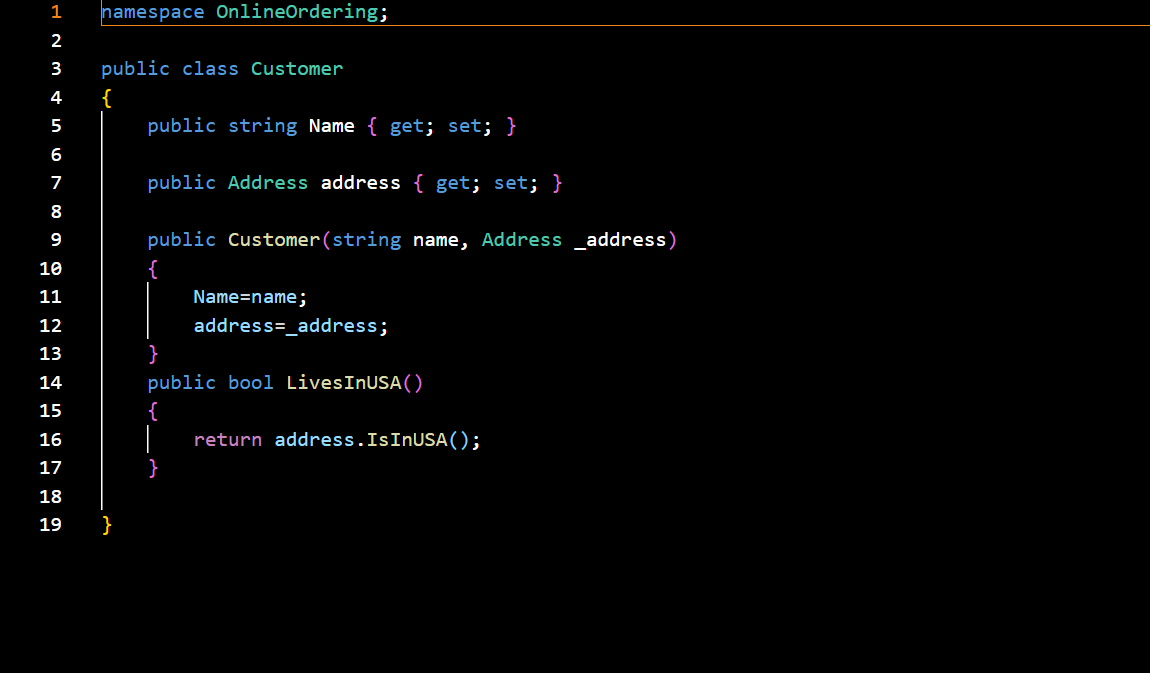 1 namespace OnlineOrdering;
2
3 public class Customer
4 {
5     public string Name { get; set; }
6
7     public Address address { get; set; }
8
9     public Customer(string name, Address _address)
10     {
11         Name=name;
12         address=_address;
13     }
14     public bool LivesInUSA()
15     {
16         return address.IsInUSA();
17     }
18
19 }